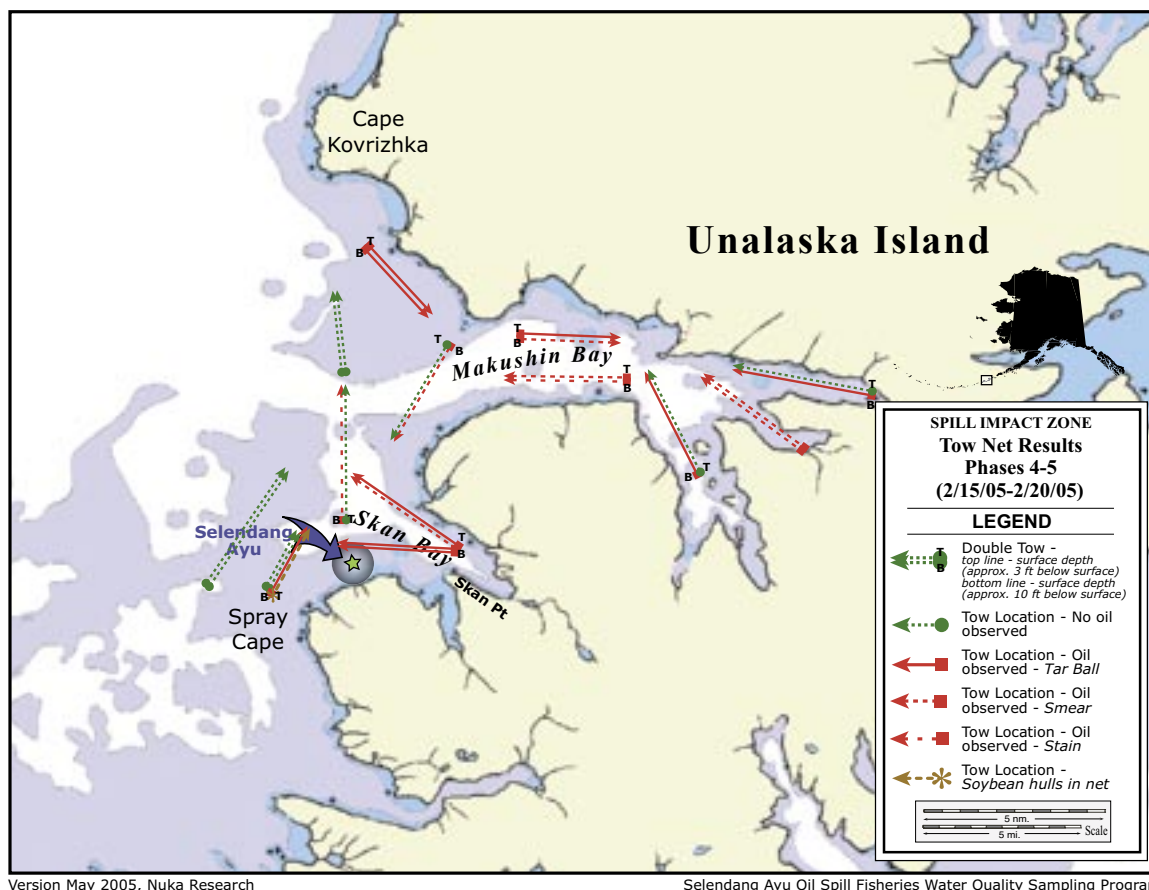 Cape
Kovrizhka
Unalaska Island
T
B
T
B
T
B
Makushin Bay
T
B
T
B
T
B
B
T
Selendang
Ayu
Skan Bay
T
B
B
T
Skan Pt
Spray
Cape
SPILL IMPACT ZONE
Tow Net Results
Phases 4-5
(2/15/05-2/20/05)
LEGEND
T
B
Double Tow -
top line - surface depth
(approx. 3 ft below surface)
bottom line - surface depth
(approx. 10 ft below surface)
Tow Location - No oil
observed
Tow Location - Oil
observed - Tar Ball
Tow Location - Oil
observed - Smear
Tow Location - Oil
observed - Stain
Tow Location -
Soybean hulls in net
5 nm.
5 mi.
Scale
Version May 2005, Nuka Research
Selendang Ayu Oil Spill Fisheries Water Quality Sampling Program